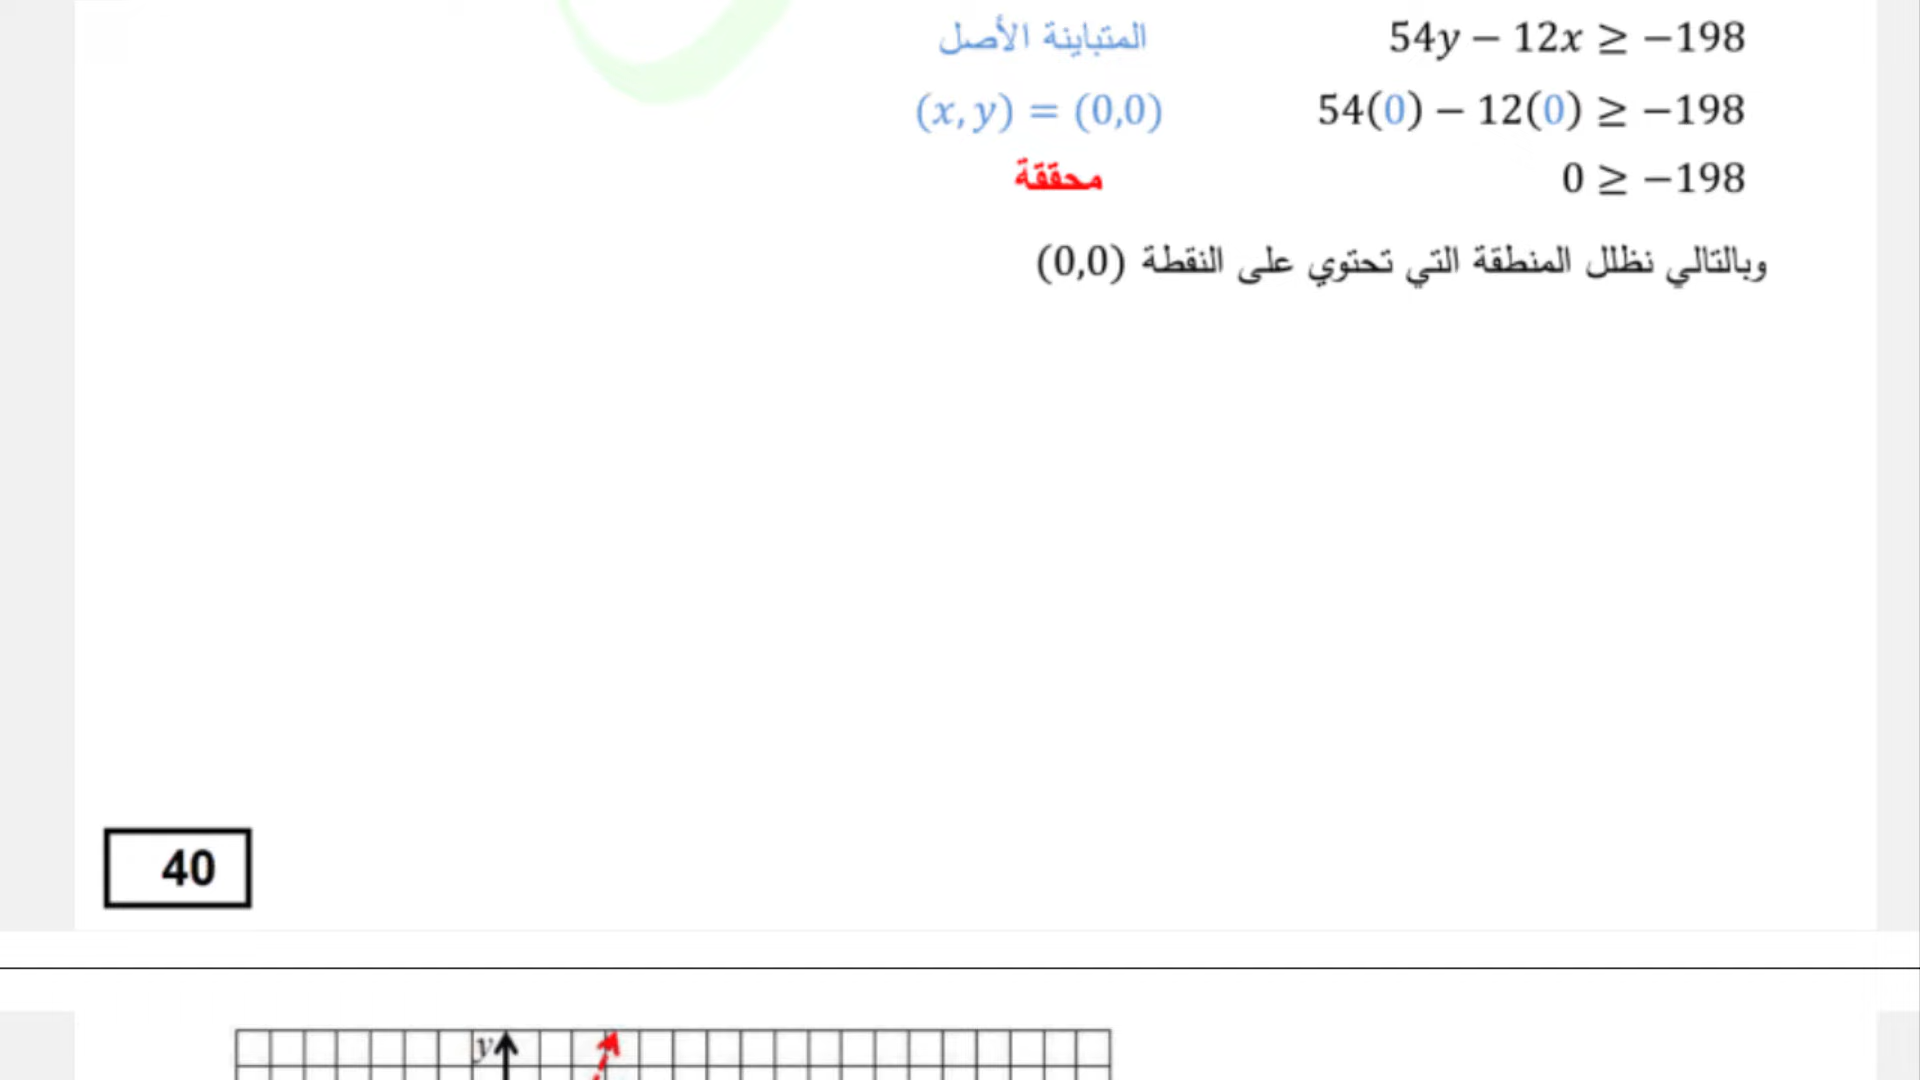 54y − 12x ≥ −198 المتباينة الأصل
54(0) − 12(0) ≥ −198 (x, y) = (0,0)
0 ≥ −198 محققة
وبالتالي نظلل المنطقة التي تحتوي على النقطة (0,0)
40
y